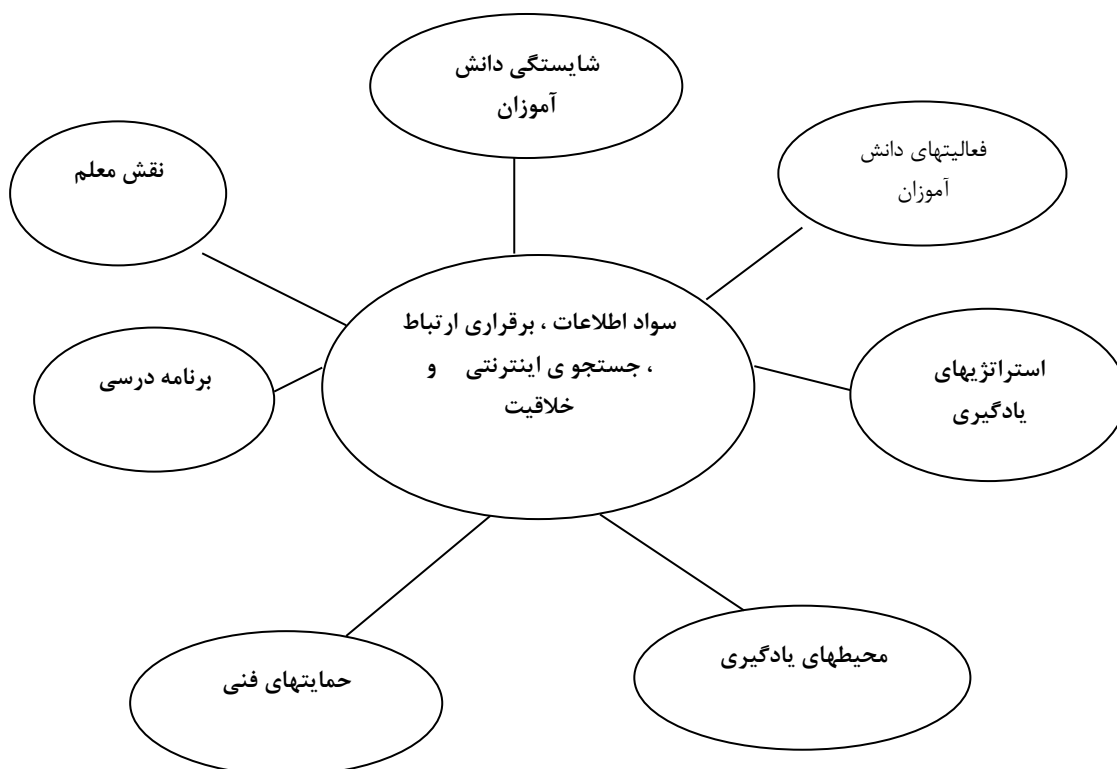 شایستگی دانش
آموزان
فعالیتهای دانش
آموزان
نقش معلم
سواد اطلاعات ، برقراری ارتباط
، جستجو ی اینترنتی و
خلاقیت
استراتژیهای
یادگیری
برنامه درسی
محیطهای یادگیری
حمایتهای فنی